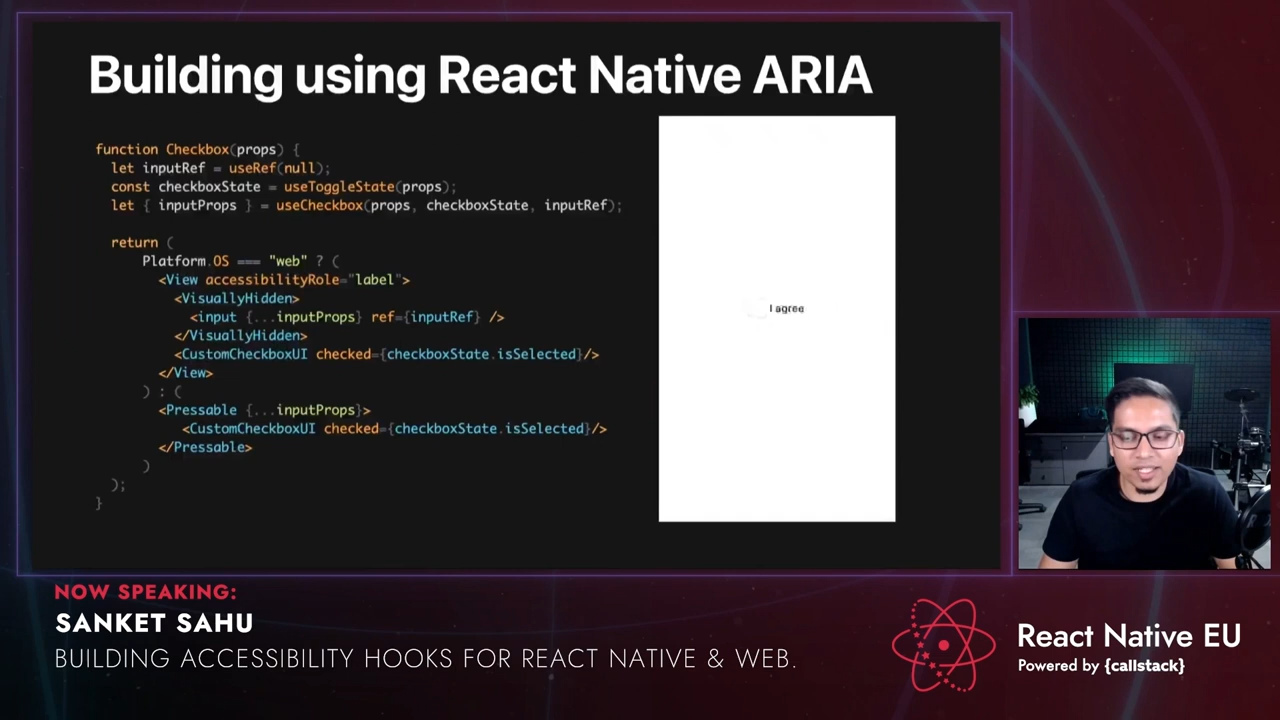 Building using React Native ARIA
function Checkbox(props) {
let inputRef = useRef(null);
const checkboxState = useToggleState(props);
let { inputProps } = useCheckbox(props, checkboxState, inputRef);
return (
Platform.OS === "web" ? (
<View accessibilityRole="label">
<VisuallyHidden>
<input {...inputProps} ref={inputRef} />
</VisuallyHidden>
<CustomCheckboxUI checked={checkboxState.isSelected}/>
</View>
) : (
<Pressable {...inputProps}>
<CustomCheckboxUI checked={checkboxState.isSelected}/>
</Pressable>
)
);
}
I agree
NOW SPEAKING:
SANKET SAHU
BUILDING ACCESSIBILITY HOOKS FOR REACT NATIVE & WEB.
React Native EU
Powered by {callstack}